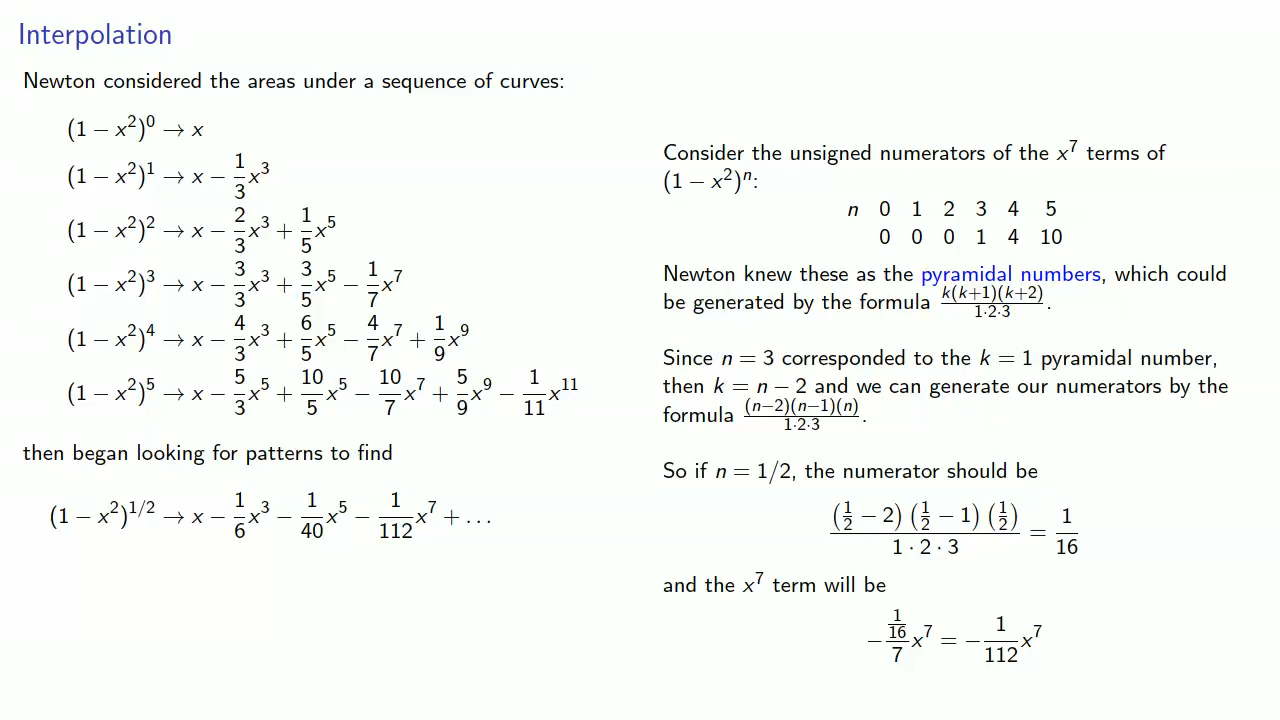 Interpolation
Newton considered the areas under a sequence of curves:
(1 − x²)⁰ → x
(1 − x²)¹ → x − 1/3 x³
(1 − x²)² → x − 2/3 x³ + 1/5 x⁵
(1 − x²)³ → x − 3/3 x³ + 3/5 x⁵ − 1/7 x⁷
(1 − x²)⁴ → x − 4/3 x³ + 6/5 x⁵ − 4/7 x⁷ + 1/9 x⁹
(1 − x²)⁵ → x − 5/3 x⁵ + 10/5 x⁵ − 10/7 x⁷ + 5/9 x⁹ − 1/11 x¹¹
then began looking for patterns to find
(1 − x²)^{1/2} → x − 1/6 x³ − 1/40 x⁵ − 1/112 x⁷ + ...
Consider the unsigned numerators of the x⁷ terms of
(1 − x²)ⁿ:
n 0 1 2 3 4 5
0 0 0 1 4 10
Newton knew these as the pyramidal numbers, which could
be generated by the formula k(k+1)(k+2)/1·2·3.
Since n = 3 corresponded to the k = 1 pyramidal number,
then k = n − 2 and we can generate our numerators by the
formula (n−2)(n−1)(n)/1·2·3.
So if n = 1/2, the numerator should be
(1/2 − 2)(1/2 − 1)(1/2)/1 · 2 · 3 = 1/16
and the x⁷ term will be
−(1/16)/7 x⁷ = −1/112 x⁷